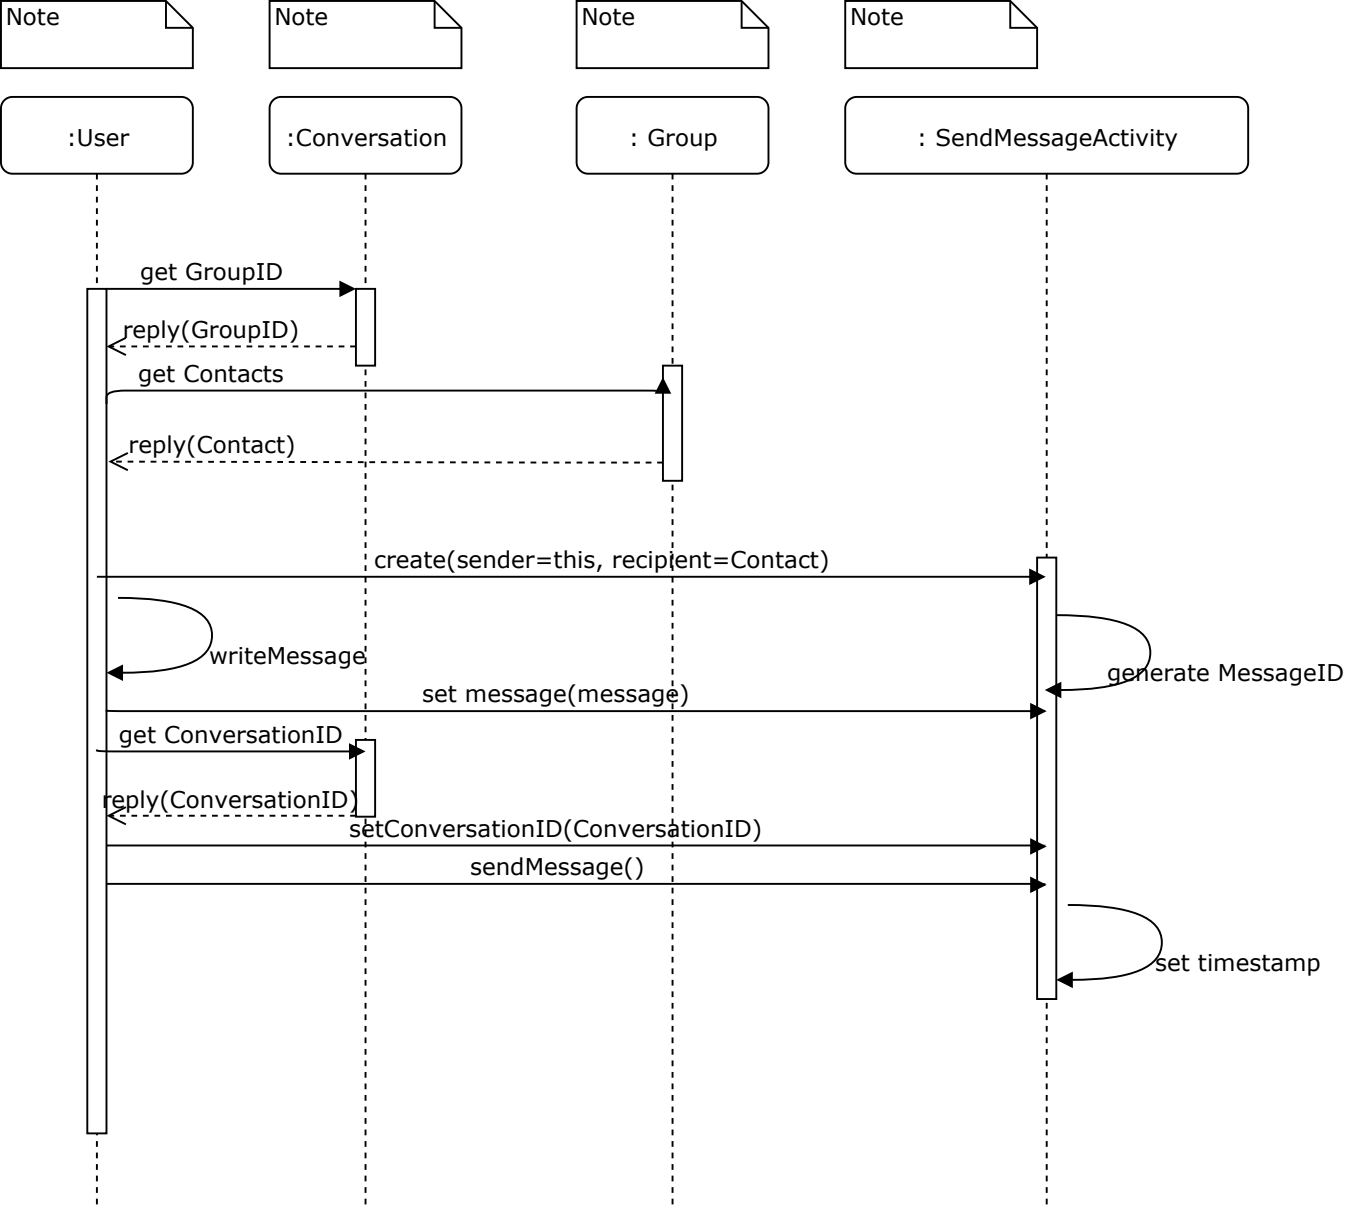 Note
Note
Note
Note
:User
:Conversation
: Group
: SendMessageActivity
get GroupID
reply(GroupID)
get Contacts
reply(Contact)
create(sender=this, recipient=Contact)
writeMessage
generate MessageID
set message(message)
get ConversationID
reply(ConversationID)
setConversationID(ConversationID)
sendMessage()
set timestamp